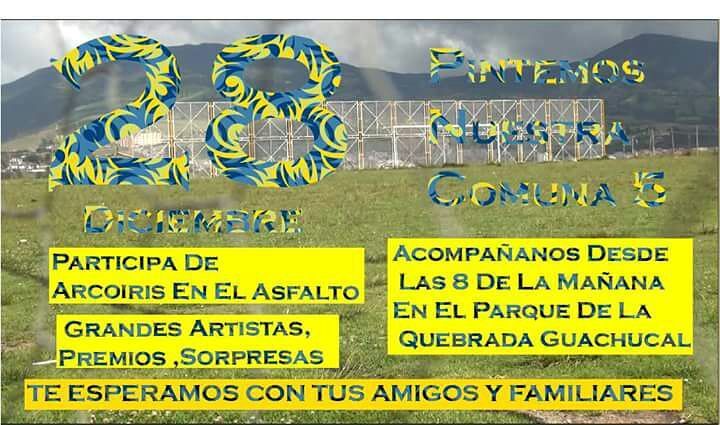 28
Diciembre
Pintemos
Nuestra
Comuna 5
Participa De
Arcoiris En El Asfalto
Grandes Artistas,
Premios ,Sorpresas
Acompañanos Desde
Las 8 De La Mañana
En El Parque De La
Quebrada Guachucal
TE ESPERAMOS CON TUS AMIGOS Y FAMILIARES